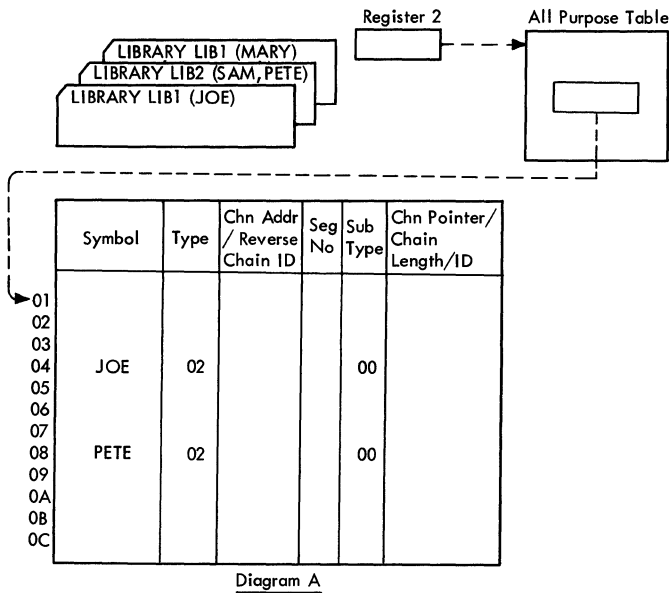 Register 2
All Purpose Table
LIBRARY LIB1 (MARY)
LIBRARY LIB2 (SAM,PETE)
LIBRARY LIB1 (JOE)
Symbol Type Chn Addr / Reverse Chain ID Seg No Sub Type Chn Pointer/ Chain Length/ID
01
02
03
04 JOE 02 00
05
06
07
08 PETE 02 00
09
0A
0B
0C
Diagram A